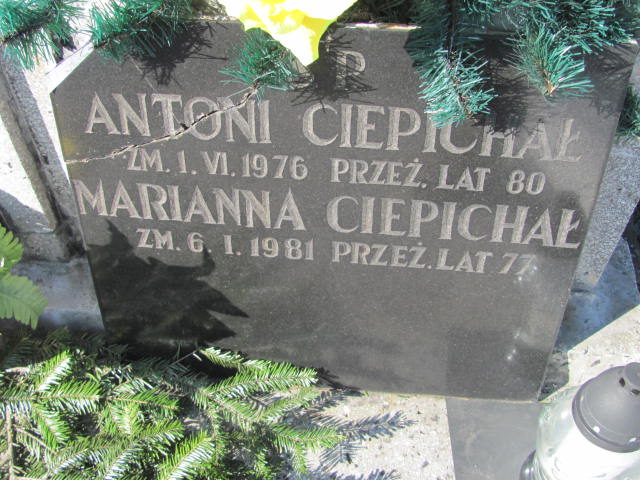 P
ANTONI CIEPICHAŁ
ZM. 1. VI. 1976 PRZEŻ. LAT 80
MARIANNA CIEPICHAŁ
ZM. 6. I. 1981 PRZEŻ. LAT 77